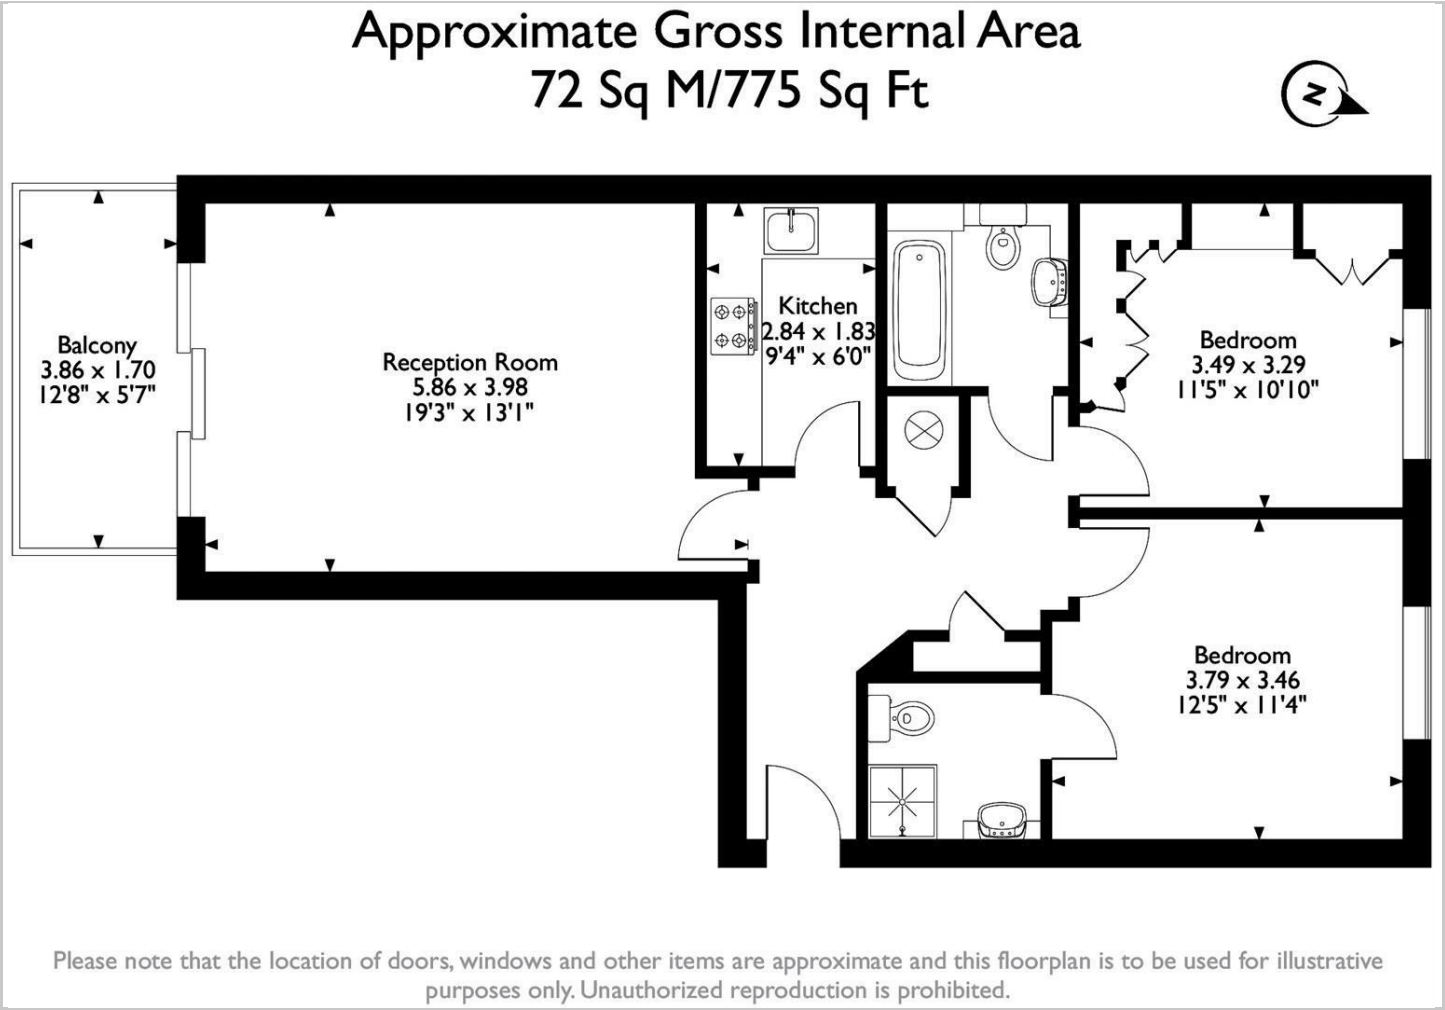 Approximate Gross Internal Area
72 Sq M/775 Sq Ft
N
Balcony
3.86 x 1.70
12'8" x 5'7"
Reception Room
5.86 x 3.98
19'3" x 13'1"
Kitchen
2.84 x 1.83
9'4" x 6'0"
Bedroom
3.49 x 3.29
11'5" x 10'10"
Bedroom
3.79 x 3.46
12'5" x 11'4"
Please note that the location of doors, windows and other items are approximate and this floorplan is to be used for illustrative
purposes only. Unauthorized reproduction is prohibited.